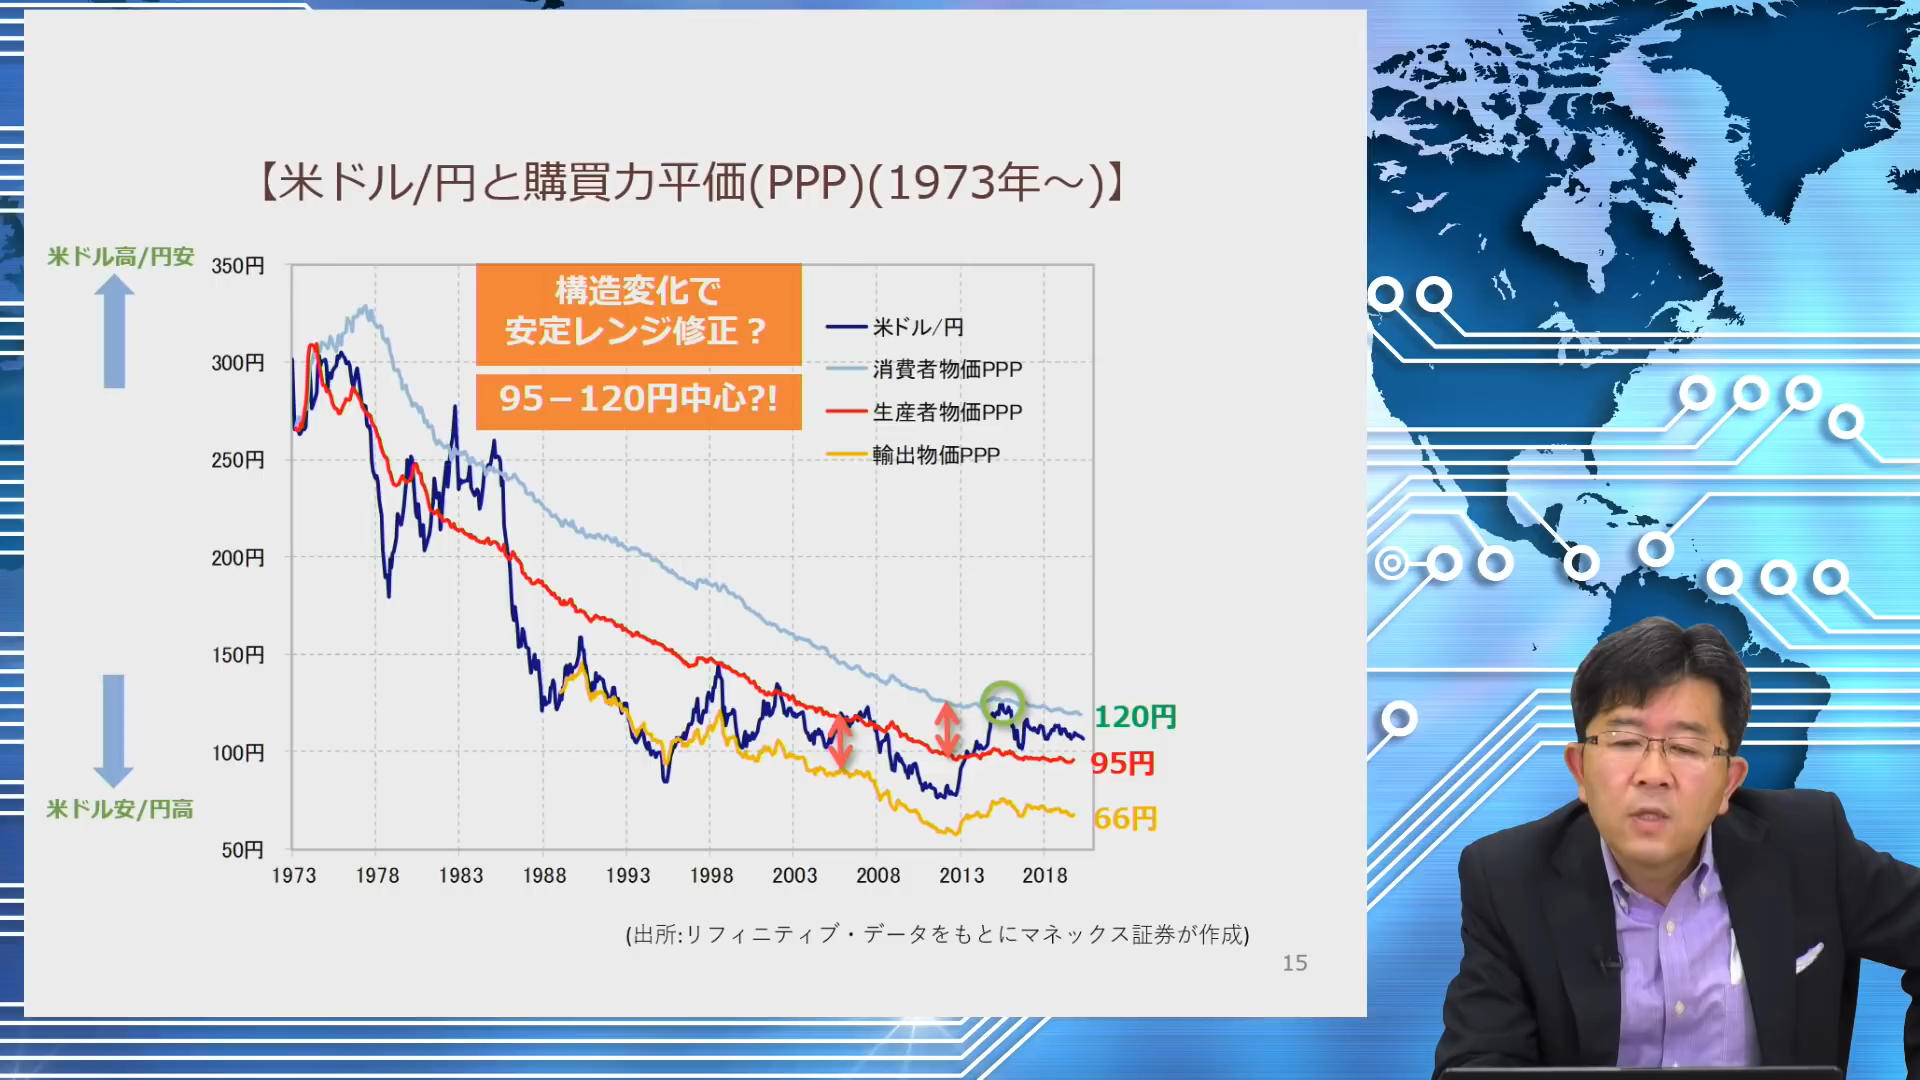 【米ドル/円と購買力平価(PPP)(1973年～)】
米ドル高/円安
350円
300円
250円
200円
150円
100円
50円
米ドル安/円高
構造変化で
安定レンジ修正？
95－120円中心?!
米ドル/円
消費者物価PPP
生産者物価PPP
輸出物価PPP
120円
95円
66円
1973 1978 1983 1988 1993 1998 2003 2008 2013 2018
(出所:リフィニティブ・データをもとにマネックス証券が作成)
15